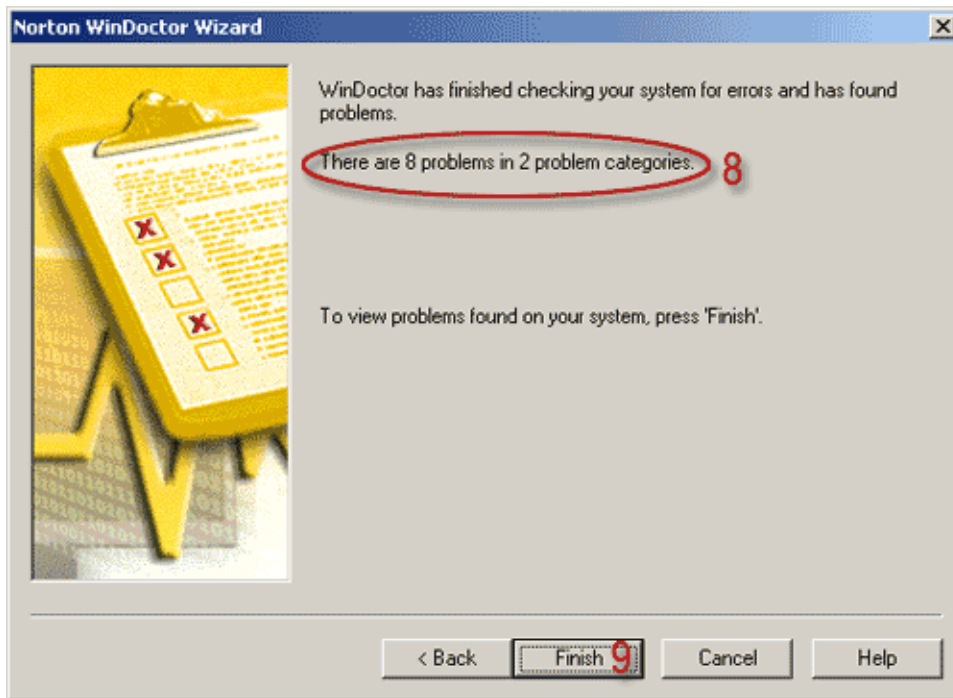 Norton WinDoctor Wizard
WinDoctor has finished checking your system for errors and has found
problems.
There are 8 problems in 2 problem categories. 8
To view problems found on your system, press 'Finish'.
< Back Finish 9 Cancel Help